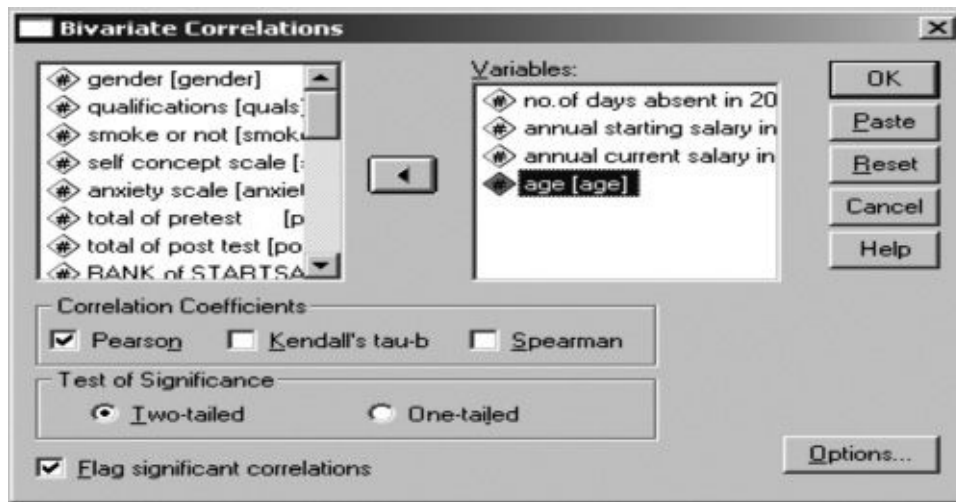 Bivariate Correlations
gender [gender]
qualifications [quals]
smoke or not [smok
self concept scale [
anxiety scale [anxiet
total of pretest [p
total of post test [po
RANK of STARTSA
Variables:
no.of days absent in 20
annual starting salary in
annual current salary in
age [age]
OK
Paste
Reset
Cancel
Help
Correlation Coefficients
Pearson Kendall's tau-b Spearman
Test of Significance
Two-tailed One-tailed
Flag significant correlations
Options...